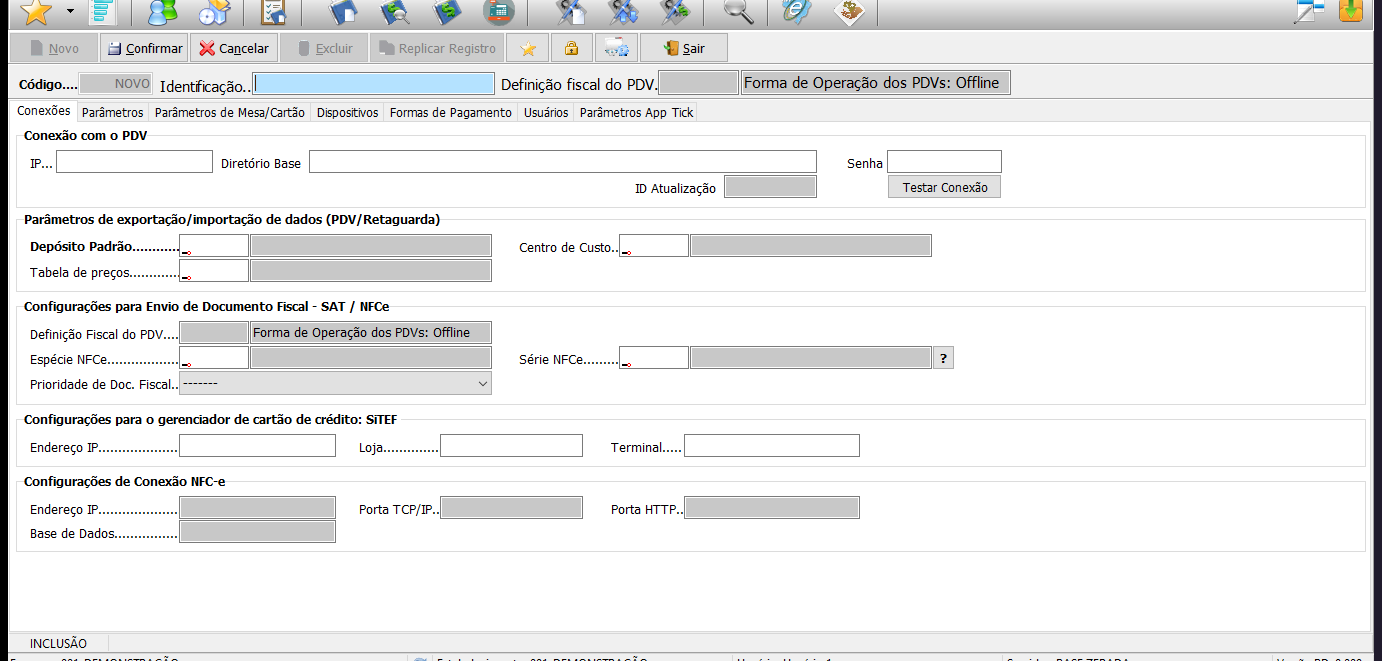 Novo Confirmar Cancelar Excluir Replicar Registro Sair
Código.... NOVO Identificação.. Definição fiscal do PDV. Forma de Operação dos PDVs: Offline
Conexões Parâmetros Parâmetros de Mesa/Cartão Dispositivos Formas de Pagamento Usuários Parâmetros App Tick
Conexão com o PDV
IP... Diretório Base Senha
ID Atualização Testar Conexão
Parâmetros de exportação/importação de dados (PDV/Retaguarda)
Depósito Padrão............ Centro de Custo..
Tabela de preços.............
Configurações para Envio de Documento Fiscal - SAT / NFCe
Definição Fiscal do PDV.... Forma de Operação dos PDVs: Offline
Espécie NFCe.................. Série NFCe......... ?
Prioridade de Doc. Fiscal.. -------
Configurações para o gerenciador de cartão de crédito: SiTEF
Endereço IP.................... Loja.............. Terminal.....
Configurações de Conexão NFC-e
Endereço IP.................... Porta TCP/IP.. Porta HTTP..
Base de Dados................
INCLUSÃO